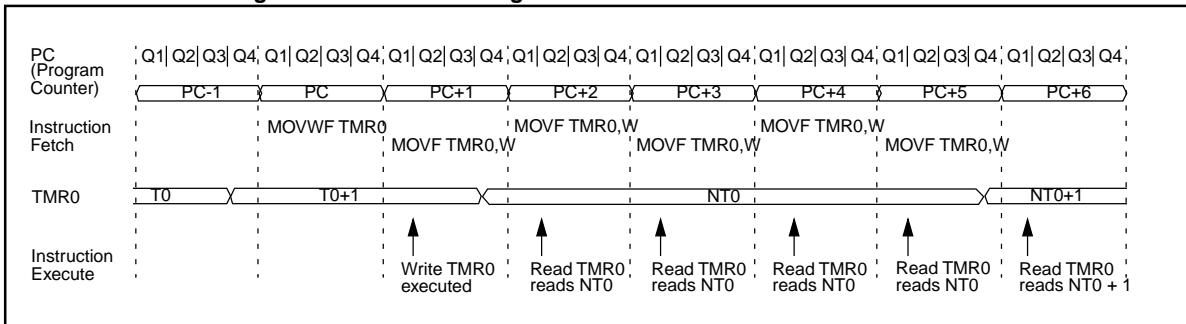 PC
(Program
Counter)
Q1| Q2| Q3| Q4 Q1| Q2| Q3| Q4 Q1| Q2| Q3| Q4 Q1| Q2| Q3| Q4 Q1| Q2| Q3| Q4 Q1| Q2| Q3| Q4 Q1| Q2| Q3| Q4 Q1| Q2| Q3| Q4
PC-1 PC PC+1 PC+2 PC+3 PC+4 PC+5 PC+6
Instruction
Fetch
MOVWF TMR0 MOVF TMR0,W MOVF TMR0,W MOVF TMR0,W MOVF TMR0,W MOVF TMR0,W
TMR0 T0 T0+1 NT0 NT0+1
Instruction
Execute
Write TMR0
executed
Read TMR0
reads NT0
Read TMR0
reads NT0
Read TMR0
reads NT0
Read TMR0
reads NT0
Read TMR0
reads NT0 + 1